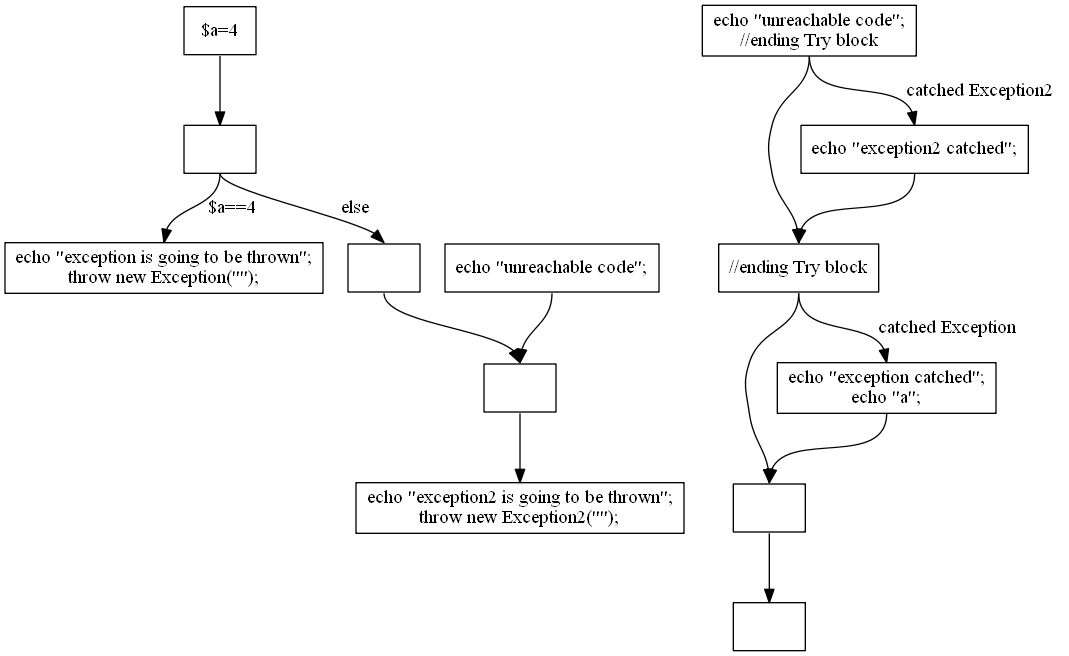 $a=4
$a==4
else
echo "exception is going to be thrown";
throw new Exception("");
echo "unreachable code";
echo "exception2 is going to be thrown";
throw new Exception2("");
echo "unreachable code";
//ending Try block
catched Exception2
echo "exception2 catched";
//ending Try block
catched Exception
echo "exception catched";
echo "a";